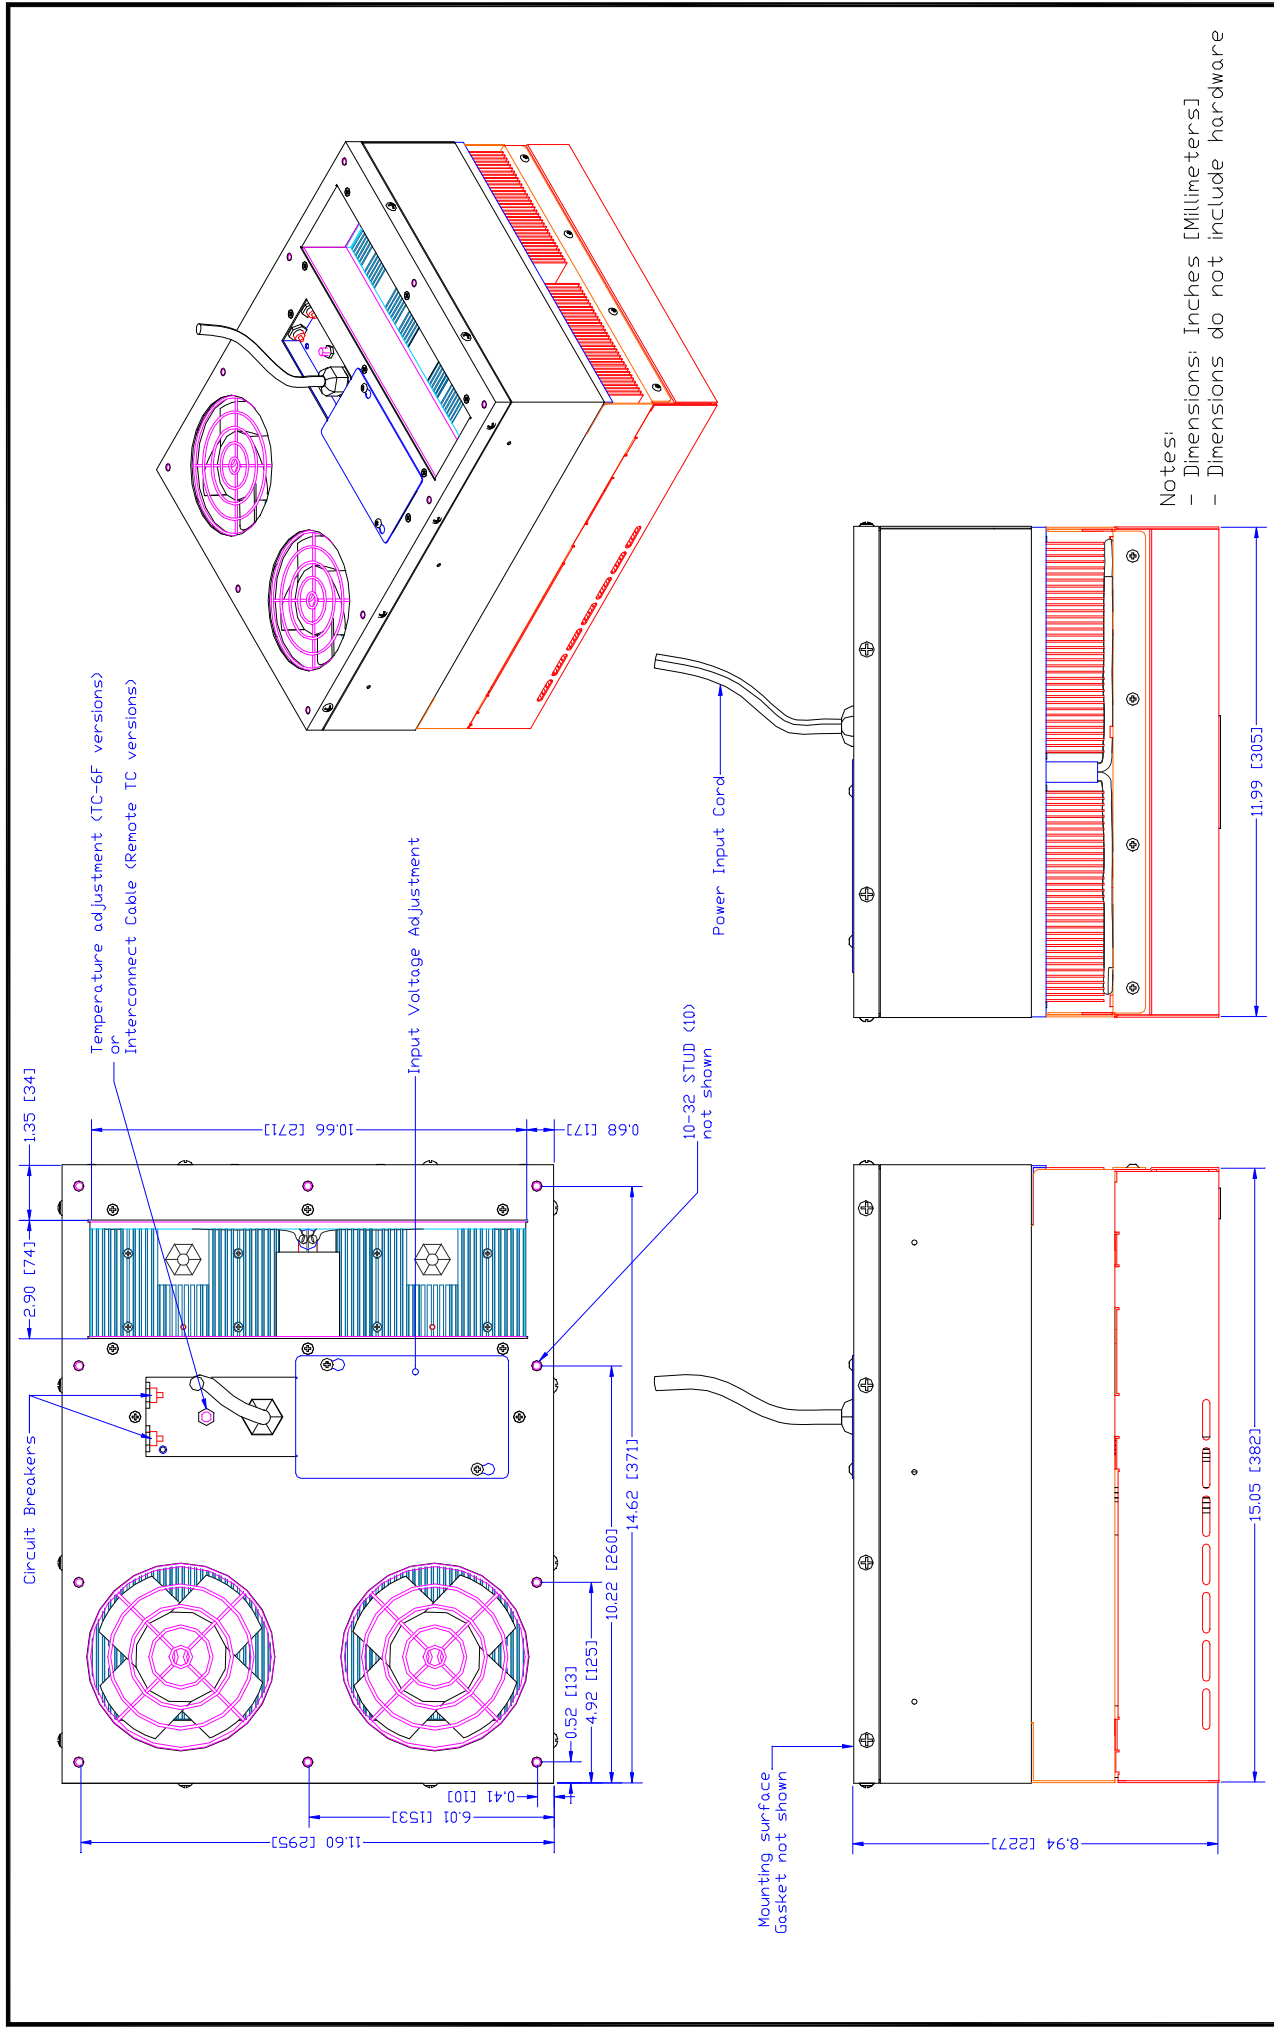 1.35 [34]
2.90 [74]
Circuit Breakers
Temperature adjustment (TC-6F versions)
or
Interconnect Cable (Remote TC versions)
10.66 [271]
0.68 [17]
Input Voltage Adjustment
10-32 STUD (10)
not shown
0.52 [13]
4.92 [125]
10.22 [260]
14.62 [371]
0.41 [10]
6.01 [153]
11.60 [295]
Power Input Cord
Mounting surface
Gasket not shown
8.94 [227]
15.05 [382]
11.99 [305]
Notes:
- Dimensions: Inches [Millimeters]
- Dimensions do not include hardware